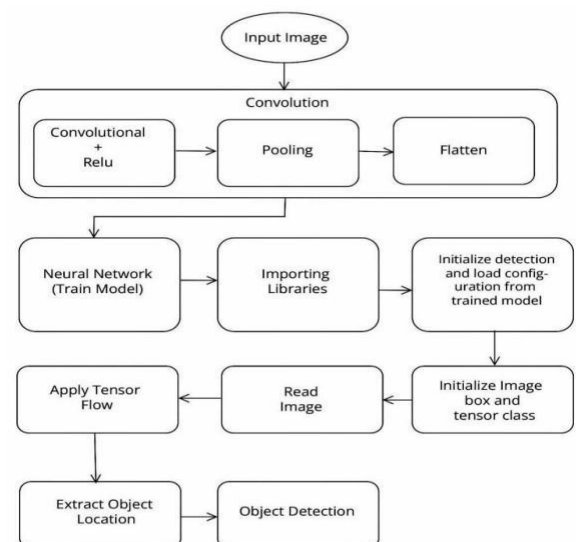 Input Image
Convolution
Convolutional
+
Relu
Pooling
Flatten
Neural Network
(Train Model)
Importing
Libraries
Initialize detection
and load config-
uration from
trained model
Initialize Image
box and
tensor class
Read
Image
Apply Tensor
Flow
Extract Object
Location
Object Detection